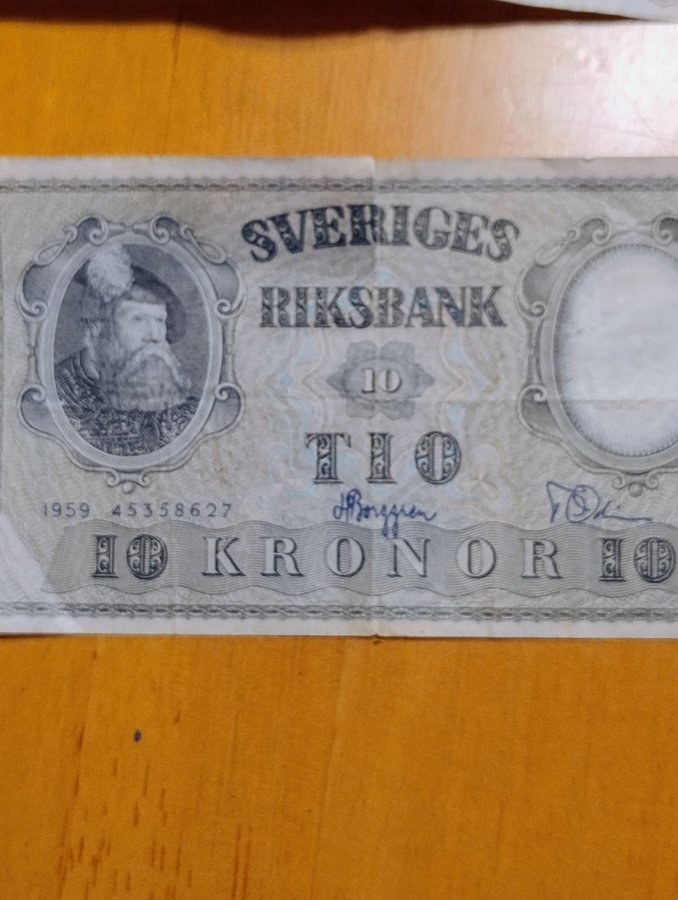 SVERIGES
RIKSBANK
10
TIO
1959 45358627
10 KRONOR 10